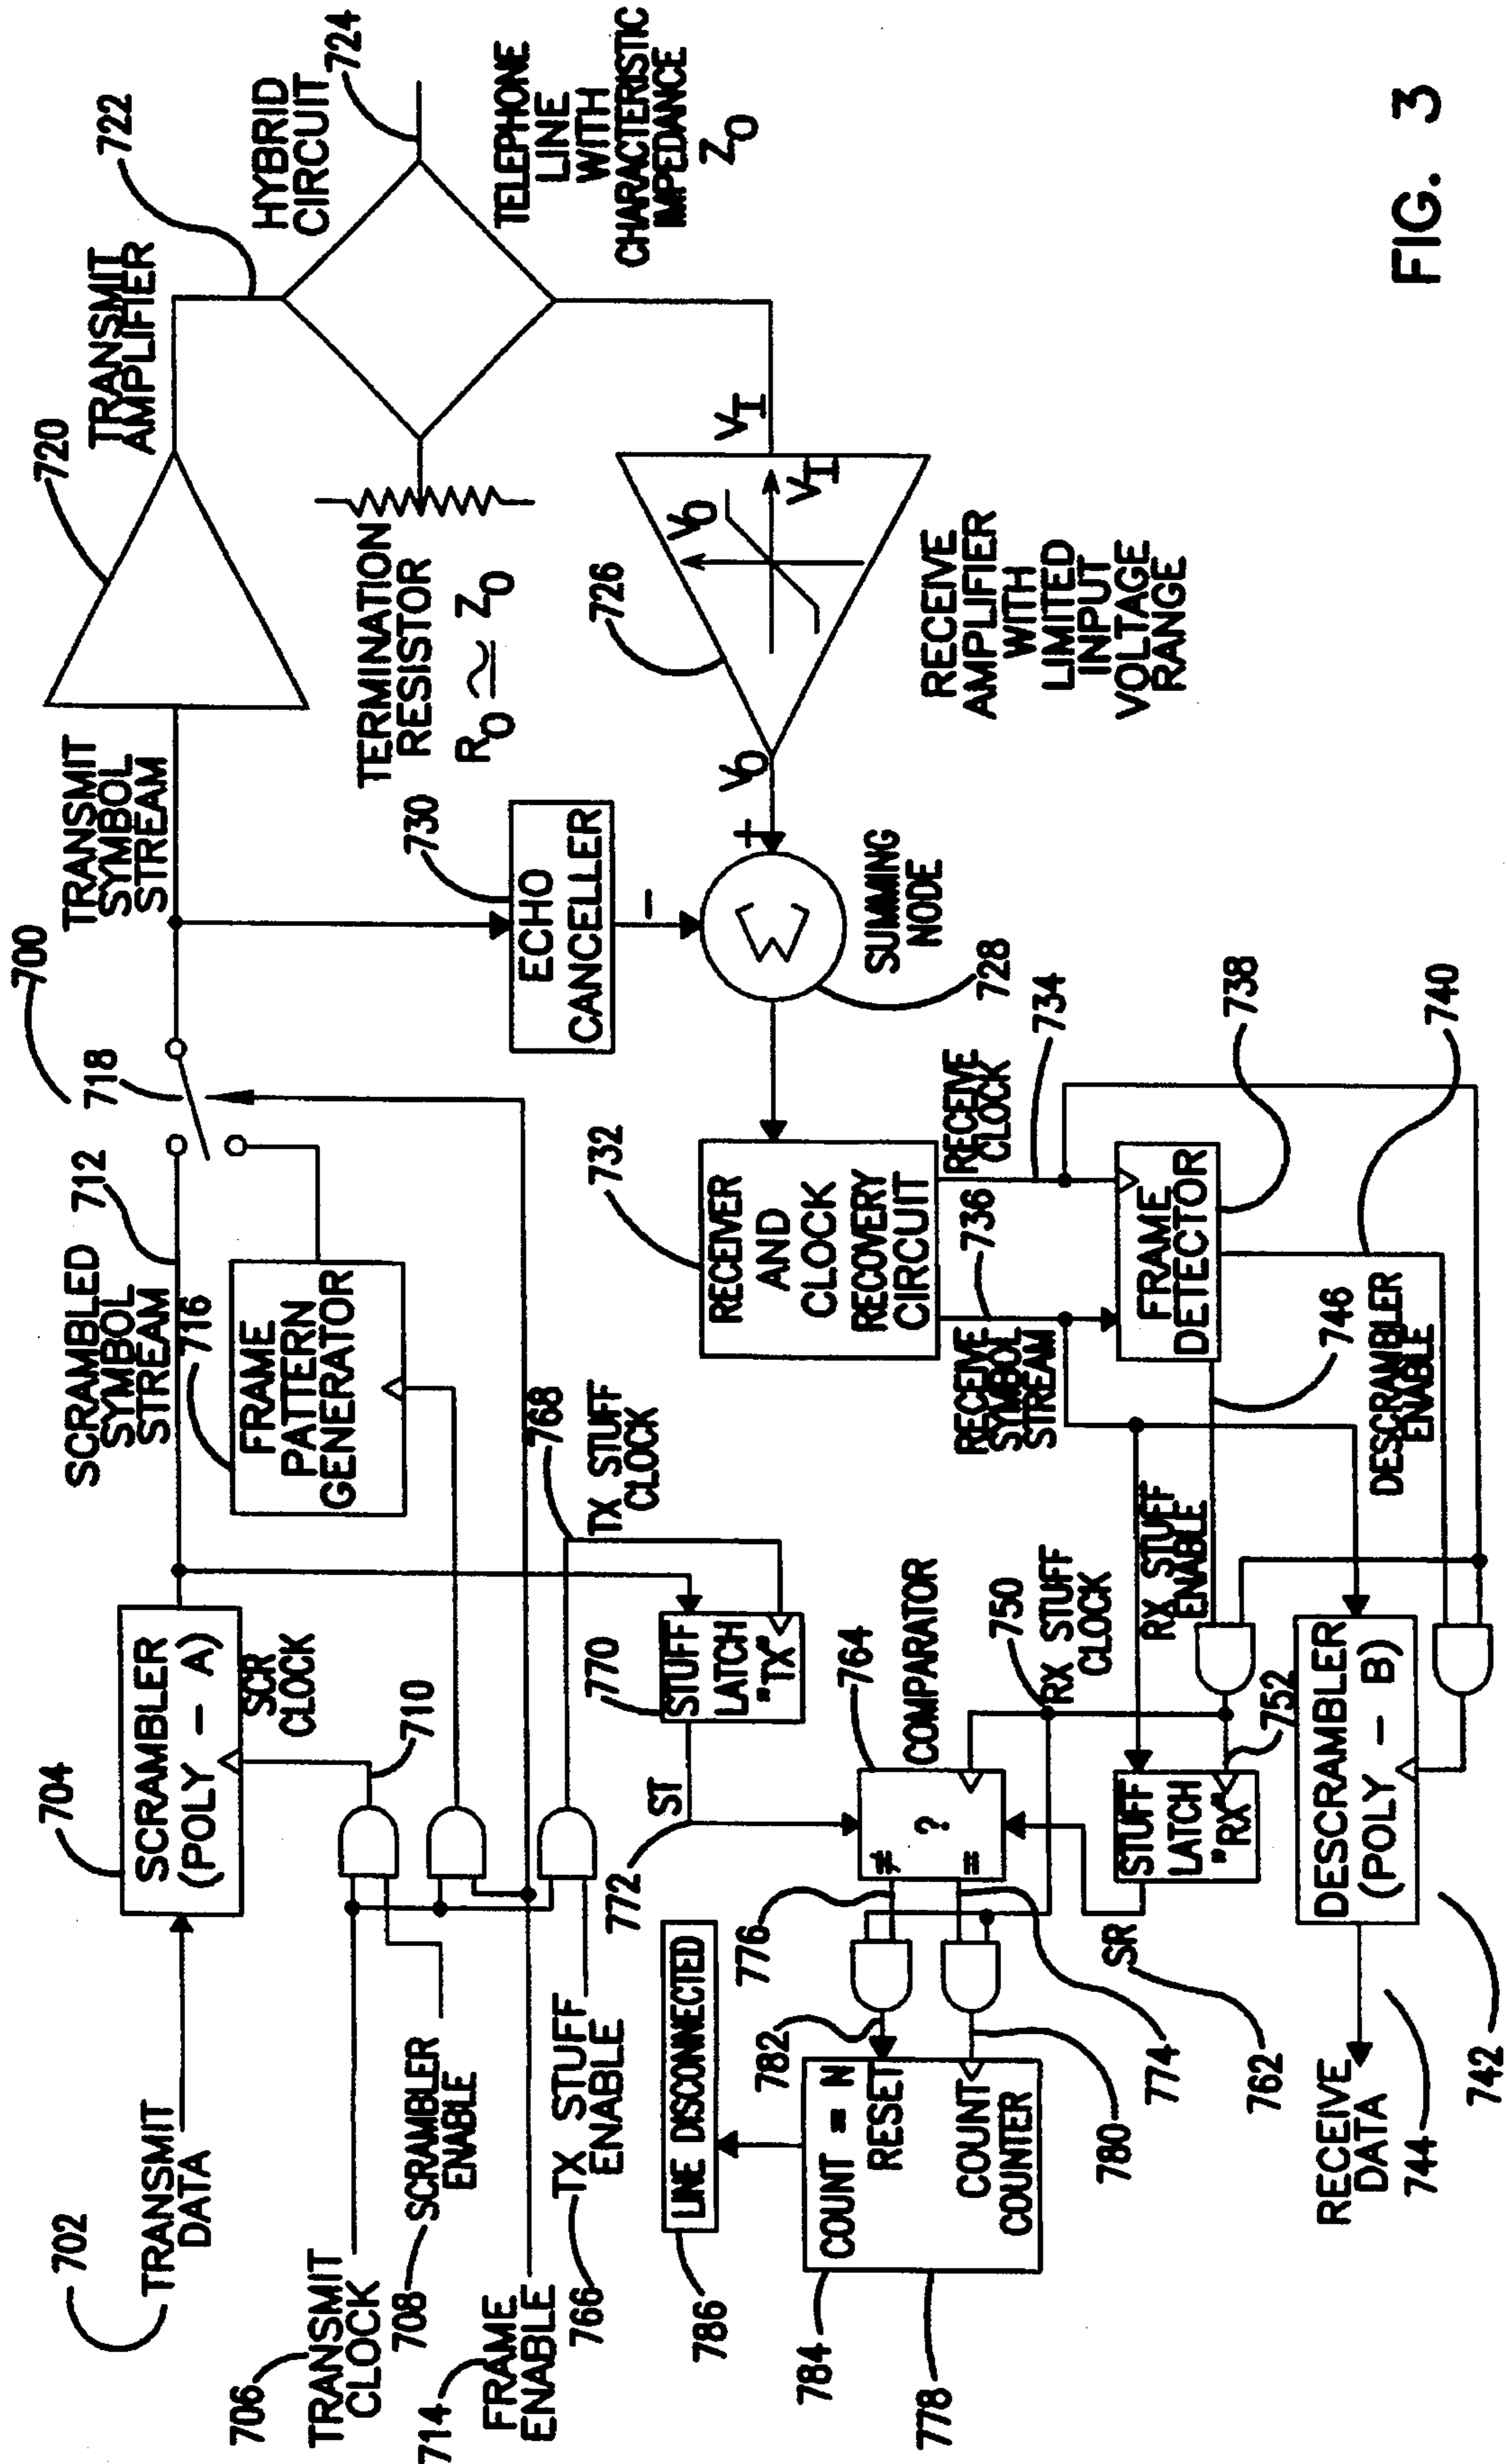 700
702
TRANSMIT
DATA
704
SCRAMBLER
(POLY - A)
SCR
CLOCK
710
706
TRANSMIT
CLOCK
708
SCRAMBLER
ENABLE
714
FRAME
ENABLE
766
TX STUFF
ENABLE
SCRAMBLED
SYMBOL
STREAM
712
716
FRAME
PATTERN
GENERATOR
718
TRANSMIT
SYMBOL
STREAM
720
TRANSMIT
AMPLIFIER
722
HYBRID
CIRCUIT
724
TELEPHONE
LINE
WITH
CHARACTERISTIC
IMPEDANCE
ZO
TERMINATION
RESISTOR
RO ≃ ZO
730
ECHO
CANCELLER
−
+
Σ
SUMMING
NODE
728
726
VI
VO
VI
VO
RECEIVE
AMPLIFIER
WITH
LIMITED
INPUT
VOLTAGE
RANGE
732
RECEIVER
AND
CLOCK
RECOVERY
CIRCUIT
RECEIVE
CLOCK
734
736
RECEIVE
SYMBOL
STREAM
FRAME
DETECTOR
738
740
746
DESCRAMBLER
ENABLE
768
TX STUFF
CLOCK
770
STUFF
LATCH
"TX"
ST
772
764
COMPARATOR
≠ ?
=
750
RX STUFF
CLOCK
RX STUFF
ENABLE
752
STUFF
LATCH
"RX"
SR
762
DESCRAMBLER
(POLY - B)
742
RECEIVE
DATA
744
776
774
782
780
786
LINE DISCONNECTED
784
COUNT = N
RESET
COUNT
COUNTER
778
FIG. 3